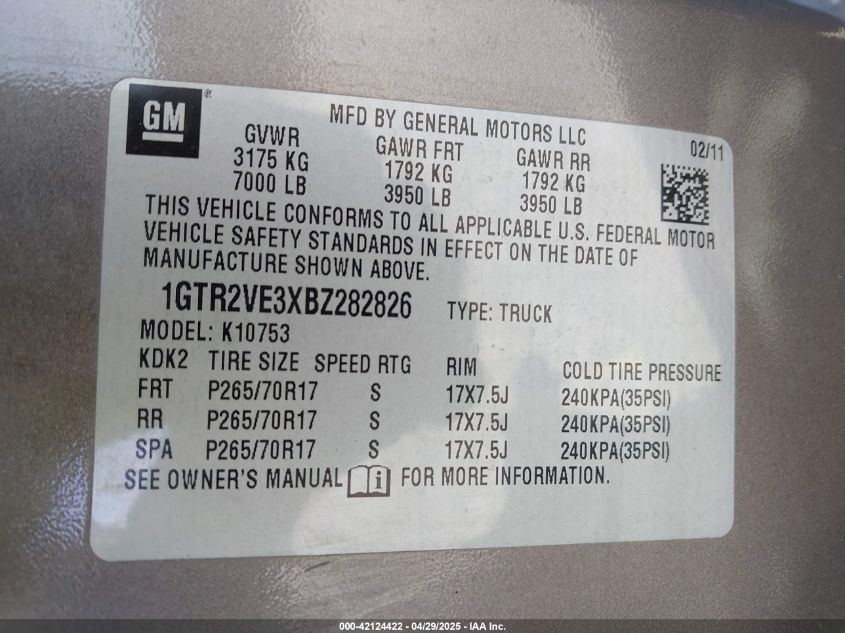 GM®
MFD BY GENERAL MOTORS LLC
02/11
GVWR GAWR FRT GAWR RR
3175 KG 1792 KG 1792 KG
7000 LB 3950 LB 3950 LB
THIS VEHICLE CONFORMS TO ALL APPLICABLE U.S. FEDERAL MOTOR
VEHICLE SAFETY STANDARDS IN EFFECT ON THE DATE OF
MANUFACTURE SHOWN ABOVE.
1GTR2VE3XBZ282826 TYPE: TRUCK
MODEL: K10753
KDK2 TIRE SIZE SPEED RTG RIM COLD TIRE PRESSURE
FRT P265/70R17 S 17X7.5J 240KPA(35PSI)
RR P265/70R17 S 17X7.5J 240KPA(35PSI)
SPA P265/70R17 S 17X7.5J 240KPA(35PSI)
SEE OWNER'S MANUAL i FOR MORE INFORMATION.
000-42124422 - 04/29/2025 - IAA Inc.